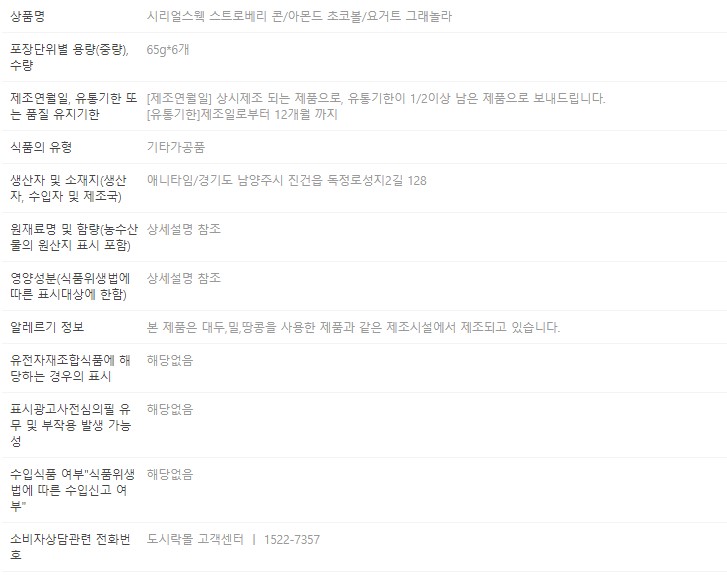 상품명 시리얼스윅 스트로베리 콘/아몬드 초코볼/요거트 그래놀라
포장단위별 용량(중량), 65g*6개
수량
제조연월일, 유통기한 또 [제조연월일] 상시제조 되는 제품으로, 유통기한이 1/2이상 남은 제품으로 보내드립니다.
는 품질 유지기한 [유통기한]제조일로부터 12개월 까지
식품의 유형 기타가공품
생산자 및 소재지(생산 애니타임/경기도 남양주시 진건읍 독정로성지2길 128
자, 수입자 및 제조국)
원재료명 및 함량(농수산 상세설명 참조
물의 원산지 표시 포함)
영양성분(식품위생법에 상세설명 참조
따른 표시대상에 한함)
알레르기 정보 본 제품은 대두,밀,땅콩을 사용한 제품과 같은 제조시설에서 제조되고 있습니다.
유전자재조합식품에 해 해당없음
당하는 경우의 표시
표시광고사전심의필 유 해당없음
무 및 부작용 발생 가능
성
수입식품 여부"식품위생 해당없음
법에 따른 수입신고 여
부"
소비자상담관련 전화번 도시락몰 고객센터 | 1522-7357
호